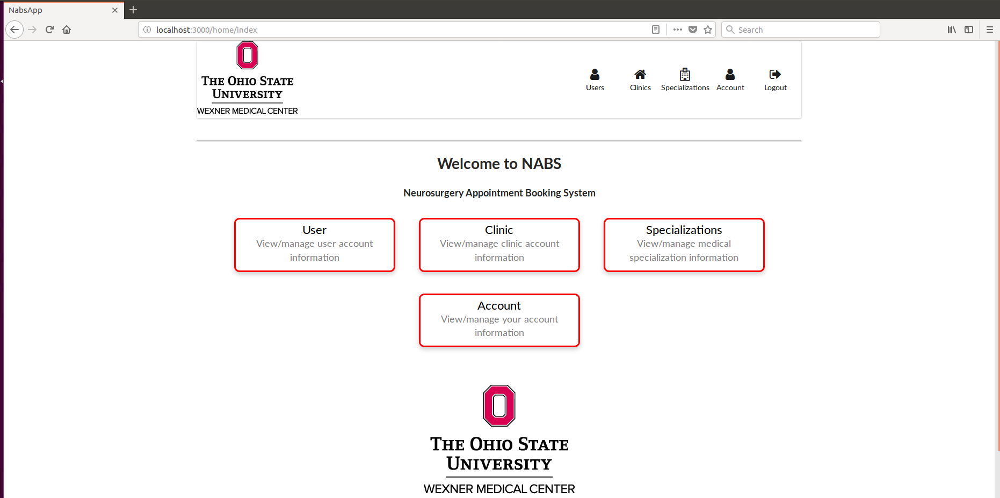 NabsApp
localhost:3000/home/index
Search
THE OHIO STATE
UNIVERSITY
WEXNER MEDICAL CENTER
Users
Clinics
Specializations
Account
Logout
Welcome to NABS
Neurosurgery Appointment Booking System
User
View/manage user account
information
Clinic
View/manage clinic account
information
Specializations
View/manage medical
specialization information
Account
View/manage your account
information
THE OHIO STATE
UNIVERSITY
WEXNER MEDICAL CENTER